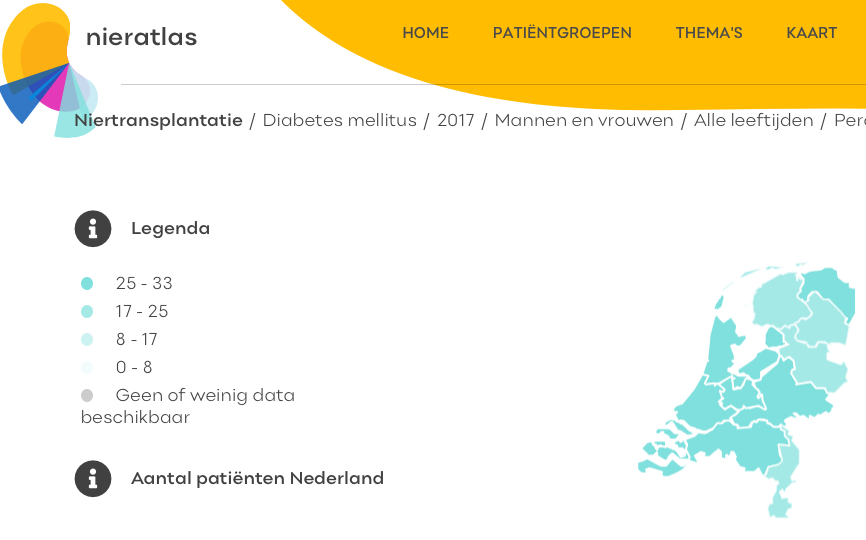 nieratlas
HOME PATIËNTGROEPEN THEMA'S KAART
Niertransplantatie / Diabetes mellitus / 2017 / Mannen en vrouwen / Alle leeftijden /
Legenda
25 - 33
17 - 25
8 - 17
0 - 8
Geen of weinig data
beschikbaar
Aantal patiënten Nederland